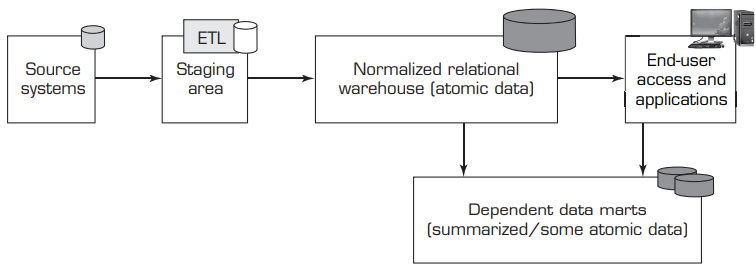 Source
systems
ETL
Staging
area
Normalized relational
warehouse (atomic data)
End-user
access and
applications
Dependent data marts
(summarized/some atomic data)